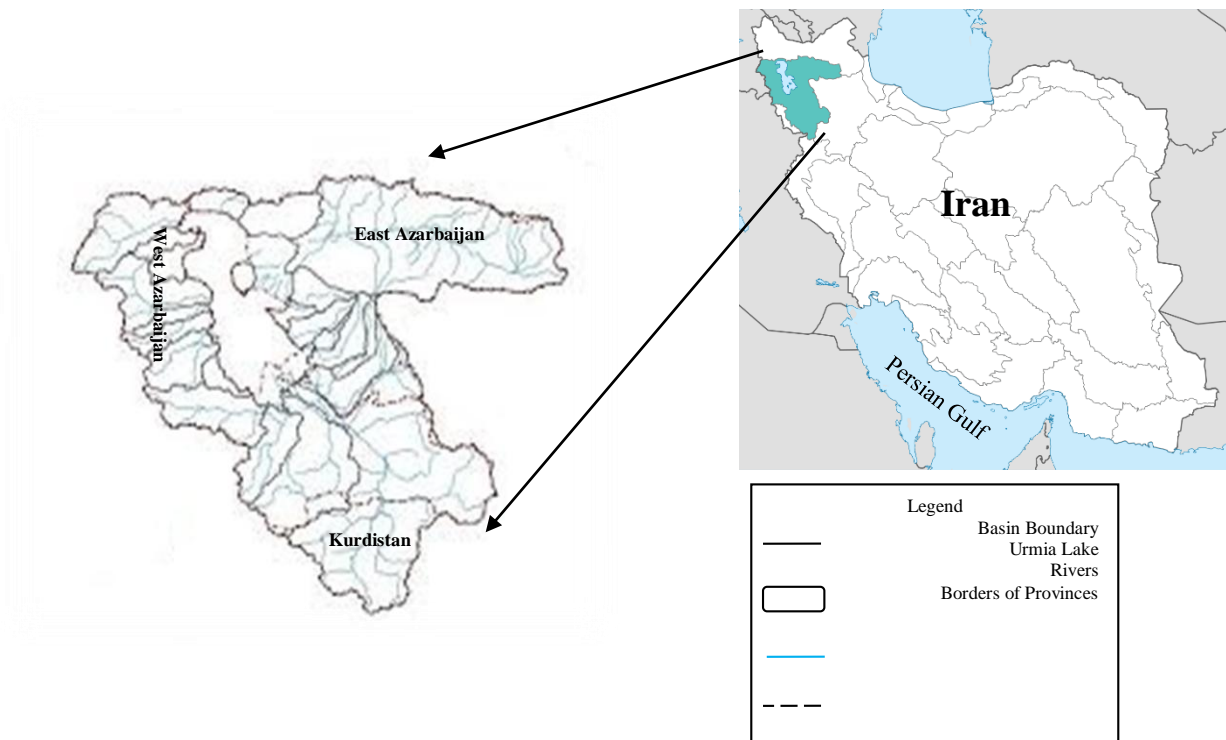 East Azarbaijan
West Azarbaijan
Kurdistan
Iran
Persian Gulf
Legend
Basin Boundary
Urmia Lake
Rivers
Borders of Provinces